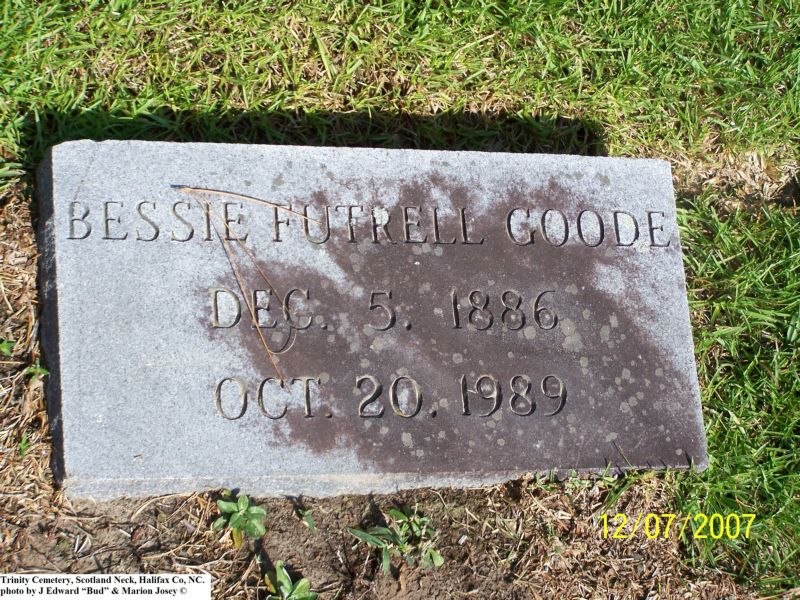 BESSIE FUTRELL GOODE
DEC. 5. 1886
OCT. 20. 1989
12/07/2007
Trinity Cemetery, Scotland Neck, Halifax Co, NC.
photo by J Edward “Bud” & Marion Josey ©